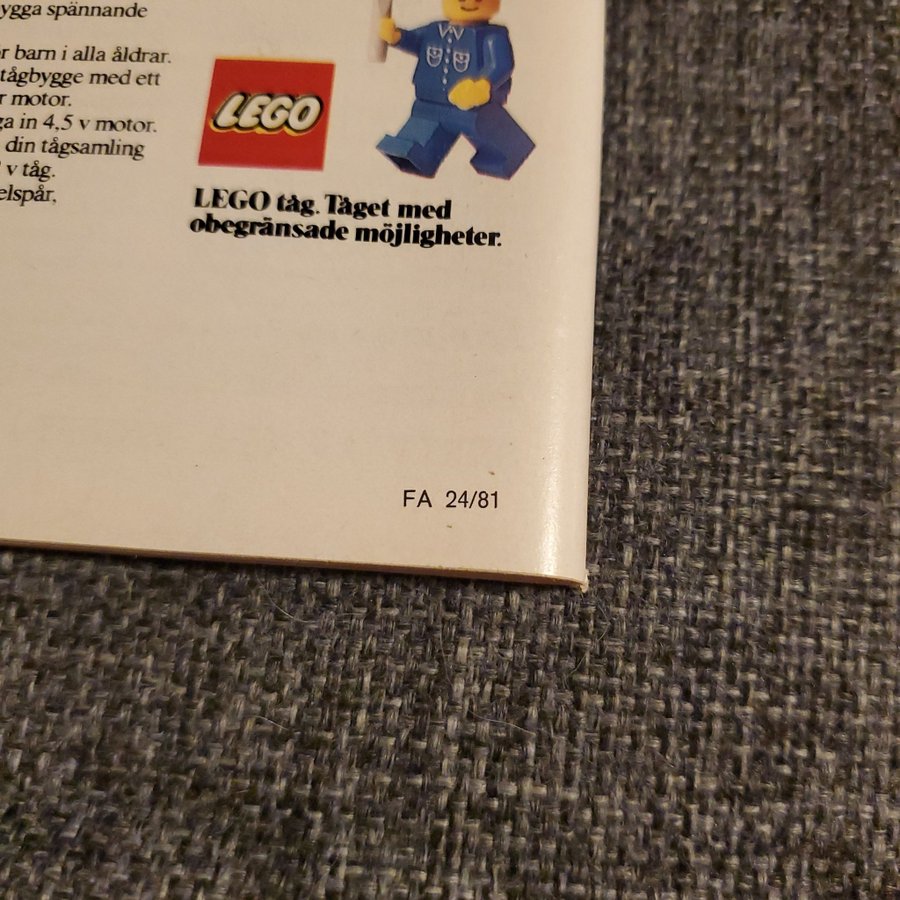 ygga spännande
r barn i alla åldrar.
tågbygge med ett
r motor.
ga in 4,5 v motor.
din tågsamling
v tåg.
elspår,
LEGO
LEGO tåg. Tåget med
obegränsade möjligheter.
FA 24/81